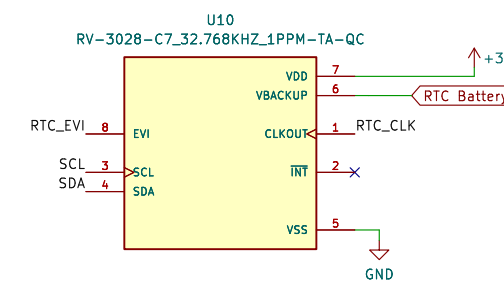 U10
RV-3028-C7_32.768KHZ_1PPM-TA-QC
VDD 7
+3
VBACKUP 6
RTC Battery
RTC_EVI 8 EVI
CLKOUT 1 RTC_CLK
SCL 3 SCL
INT 2
SDA 4 SDA
VSS 5
GND